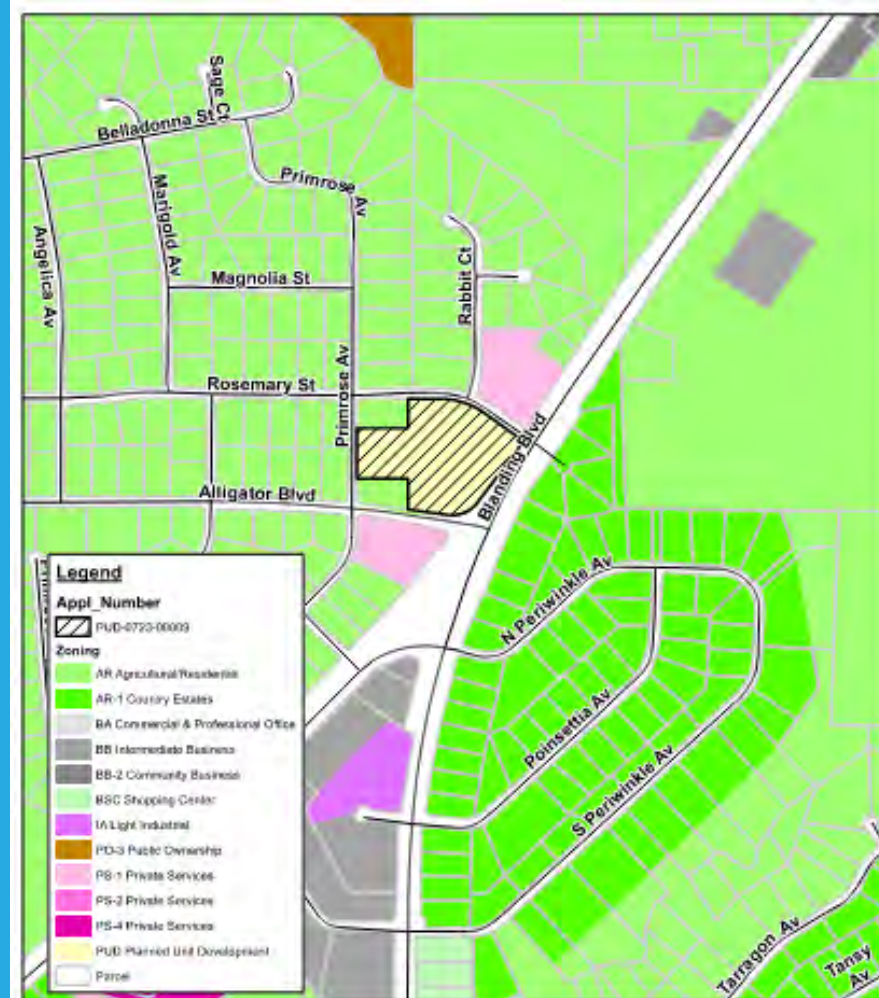 Sage Ct
Belladonna St
Primrose Av
Marigold Av
Angelica Av
Magnolia St
Rabbit Ct
Primrose Av
Rosemary St
Blanding Blvd
Alligator Blvd
N Periwinkle Av
Poinsettia Av
S Periwinkle Av
Tarragon Av
Tansy
Av
Legend
Appl_Number
PUD-0723-00009
Zoning
AR Agricultural/Residential
AR-1 Country Estates
BA Commercial & Professional Office
BB Intermediate Business
BB-2 Community Business
BSC Shopping Center
IA Light Industrial
PO-3 Public Ownership
PS-1 Private Services
PS-2 Private Services
PS-4 Private Services
PUD Planned Unit Development
Parcel